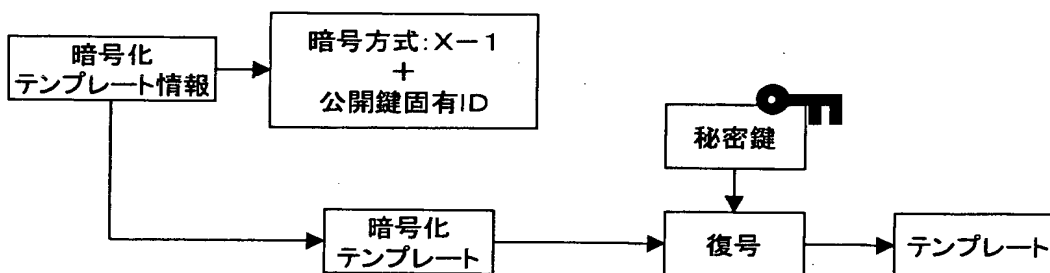 暗号化
テンプレート情報
暗号方式:X－1
+
公開鍵固有ID
秘密鍵
暗号化
テンプレート
復号
テンプレート